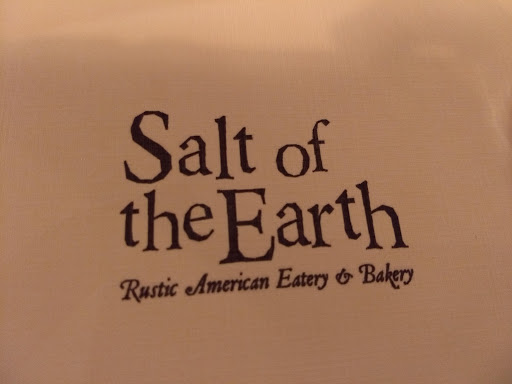 Salt of
the Earth
Rustic American Eatery & Bakery